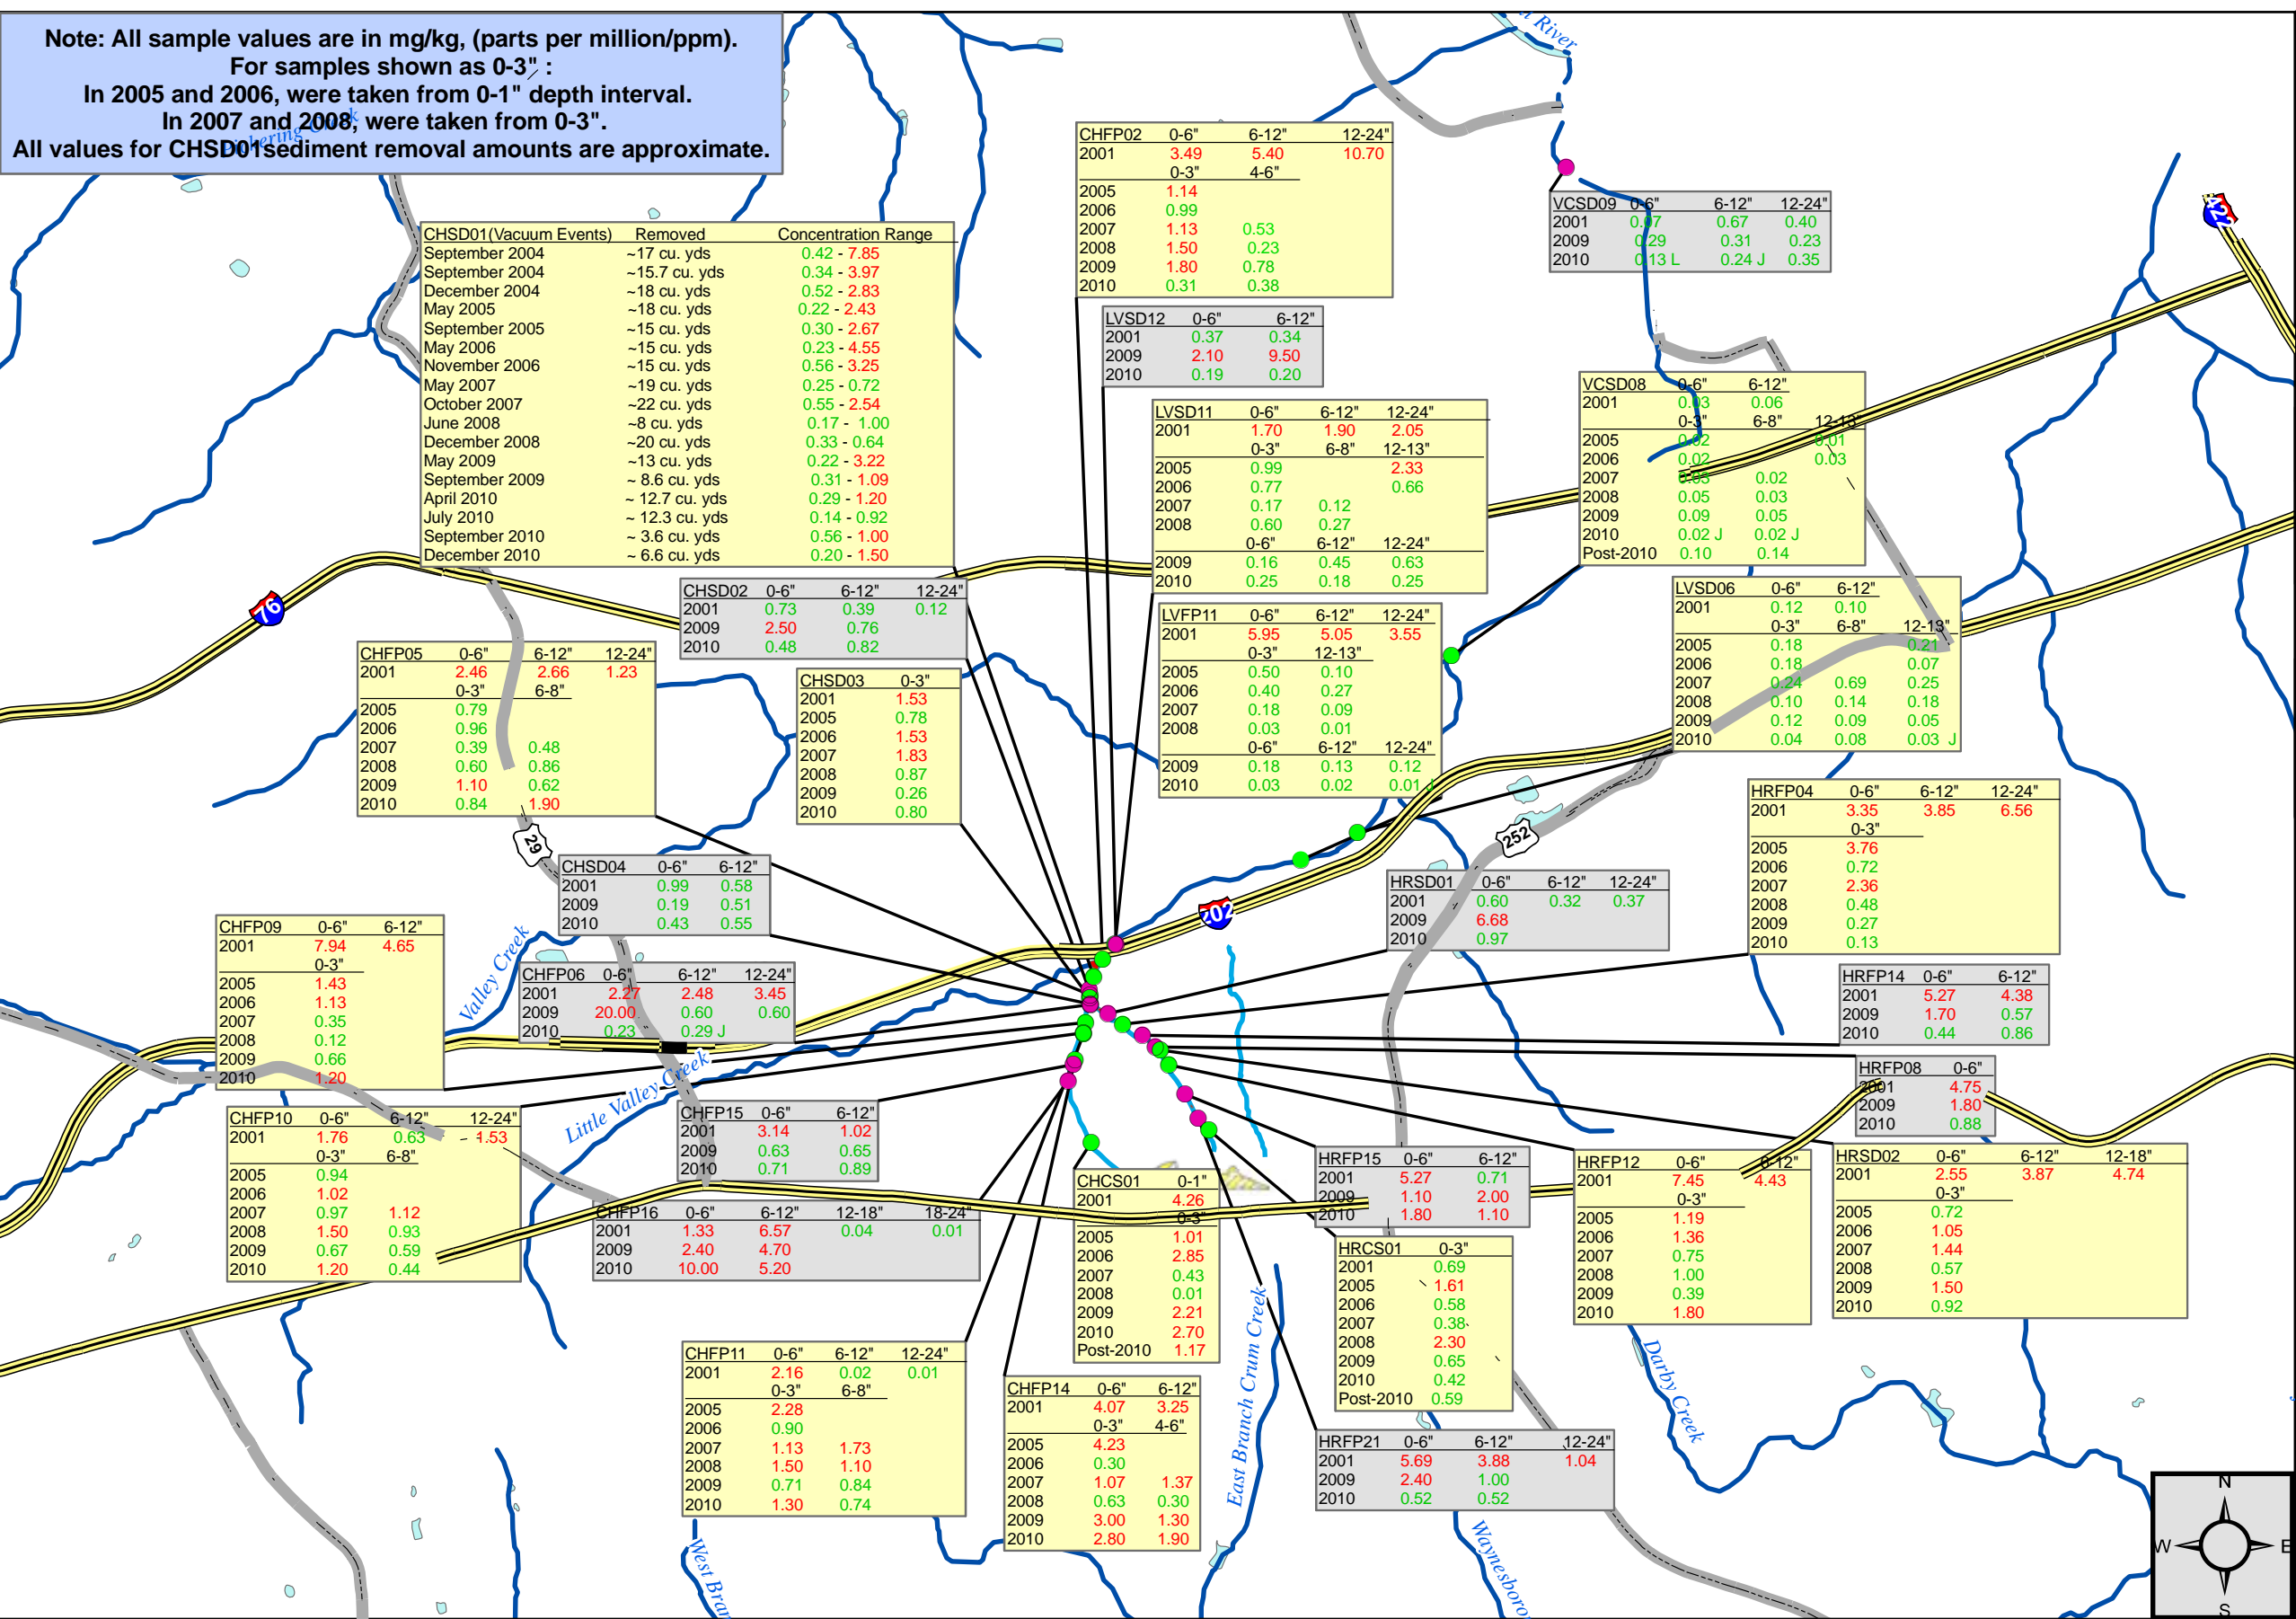 Note: All sample values are in mg/kg, (parts per million/ppm).
For samples shown as 0-3" :
In 2005 and 2006, were taken from 0-1" depth interval.
In 2007 and 2008, were taken from 0-3".
All values for CHSD01sediment removal amounts are approximate.
Pickering Creek
River
CHSD01(Vacuum Events) Removed Concentration Range
September 2004 ~17 cu. yds 0.42 - 7.85
September 2004 ~15.7 cu. yds 0.34 - 3.97
December 2004 ~18 cu. yds 0.52 - 2.83
May 2005 ~18 cu. yds 0.22 - 2.43
September 2005 ~15 cu. yds 0.30 - 2.67
May 2006 ~15 cu. yds 0.23 - 4.55
November 2006 ~15 cu. yds 0.56 - 3.25
May 2007 ~19 cu. yds 0.25 - 0.72
October 2007 ~22 cu. yds 0.55 - 2.54
June 2008 ~8 cu. yds 0.17 - 1.00
December 2008 ~20 cu. yds 0.33 - 0.64
May 2009 ~13 cu. yds 0.22 - 3.22
September 2009 ~ 8.6 cu. yds 0.31 - 1.09
April 2010 ~ 12.7 cu. yds 0.29 - 1.20
July 2010 ~ 12.3 cu. yds 0.14 - 0.92
September 2010 ~ 3.6 cu. yds 0.56 - 1.00
December 2010 ~ 6.6 cu. yds 0.20 - 1.50
CHFP02 0-6" 6-12" 12-24"
2001 3.49 5.40 10.70
0-3" 4-6"
2005 1.14
2006 0.99
2007 1.13 0.53
2008 1.50 0.23
2009 1.80 0.78
2010 0.31 0.38
VCSD09 0-6" 6-12" 12-24"
2001 0.07 0.67 0.40
2009 0.29 0.31 0.23
2010 0.13 L 0.24 J 0.35
422
LVSD12 0-6" 6-12"
2001 0.37 0.34
2009 2.10 9.50
2010 0.19 0.20
LVSD11 0-6" 6-12" 12-24"
2001 1.70 1.90 2.05
0-3" 6-8" 12-13"
2005 0.99 2.33
2006 0.77 0.66
2007 0.17 0.12
2008 0.60 0.27
0-6" 6-12" 12-24"
2009 0.16 0.45 0.63
2010 0.25 0.18 0.25
VCSD08 0-6" 6-12"
2001 0.03 0.06
0-3" 6-8" 12-13"
2005 0.02 0.01
2006 0.02 0.03
2007 0.03 0.02
2008 0.05 0.03
2009 0.09 0.05
2010 0.02 J 0.02 J
Post-2010 0.10 0.14
76
CHSD02 0-6" 6-12" 12-24"
2001 0.73 0.39 0.12
2009 2.50 0.76
2010 0.48 0.82
LVSD06 0-6" 6-12"
2001 0.12 0.10
0-3" 6-8" 12-13"
2005 0.18 0.21
2006 0.18 0.07
2007 0.24 0.69 0.25
2008 0.10 0.14 0.18
2009 0.12 0.09 0.05
2010 0.04 0.08 0.03 J
LVFP11 0-6" 6-12" 12-24"
2001 5.95 5.05 3.55
0-3" 12-13"
2005 0.50 0.10
2006 0.40 0.27
2007 0.18 0.09
2008 0.03 0.01
0-6" 6-12" 12-24"
2009 0.18 0.13 0.12
2010 0.03 0.02 0.01 J
CHFP05 0-6" 6-12" 12-24"
2001 2.46 2.66 1.23
0-3" 6-8"
2005 0.79
2006 0.96
2007 0.39 0.48
2008 0.60 0.86
2009 1.10 0.62
2010 0.84 1.90
CHSD03 0-3"
2001 1.53
2005 0.78
2006 1.53
2007 1.83
2008 0.87
2009 0.26
2010 0.80
HRFP04 0-6" 6-12" 12-24"
2001 3.35 3.85 6.56
0-3"
2005 3.76
2006 0.72
2007 2.36
2008 0.48
2009 0.27
2010 0.13
29
252
CHSD04 0-6" 6-12"
2001 0.99 0.58
2009 0.19 0.51
2010 0.43 0.55
HRSD01 0-6" 6-12" 12-24"
2001 0.60 0.32 0.37
2009 6.68
2010 0.97
202
CHFP09 0-6" 6-12"
2001 7.94 4.65
0-3"
2005 1.43
2006 1.13
2007 0.35
2008 0.12
2009 0.66
2010 1.20
Valley Creek
CHFP06 0-6" 6-12" 12-24"
2001 2.27 2.48 3.45
2009 20.00 0.60 0.60
2010 0.23 0.29 J
HRFP14 0-6" 6-12"
2001 5.27 4.38
2009 1.70 0.57
2010 0.44 0.86
HRFP08 0-6"
2001 4.75
2009 1.80
2010 0.88
Little Valley Creek
CHFP10 0-6" 6-12" 12-24"
2001 1.76 0.63 1.53
0-3" 6-8"
2005 0.94
2006 1.02
2007 0.97 1.12
2008 1.50 0.93
2009 0.67 0.59
2010 1.20 0.44
CHFP15 0-6" 6-12"
2001 3.14 1.02
2009 0.63 0.65
2010 0.71 0.89
CHFP16 0-6" 6-12" 12-18" 18-24"
2001 1.33 6.57 0.04 0.01
2009 2.40 4.70
2010 10.00 5.20
CHCS01 0-1"
2001 4.26
0-3"
2005 1.01
2006 2.85
2007 0.43
2008 0.01
2009 2.21
2010 2.70
Post-2010 1.17
HRFP15 0-6" 6-12"
2001 5.27 0.71
2009 1.10 2.00
2010 1.80 1.10
HRFP12 0-6" 6-12"
2001 7.45 4.43
0-3"
2005 1.19
2006 1.36
2007 0.75
2008 1.00
2009 0.39
2010 1.80
HRSD02 0-6" 6-12" 12-18"
2001 2.55 3.87 4.74
0-3"
2005 0.72
2006 1.05
2007 1.44
2008 0.57
2009 1.50
2010 0.92
HRCS01 0-3"
2001 0.69
2005 1.61
2006 0.58
2007 0.38
2008 2.30
2009 0.65
2010 0.42
Post-2010 0.59
CHFP11 0-6" 6-12" 12-24"
2001 2.16 0.02 0.01
0-3" 6-8"
2005 2.28
2006 0.90
2007 1.13 1.73
2008 1.50 1.10
2009 0.71 0.84
2010 1.30 0.74
CHFP14 0-6" 6-12"
2001 4.07 3.25
0-3" 4-6"
2005 4.23
2006 0.30
2007 1.07 1.37
2008 0.63 0.30
2009 3.00 1.30
2010 2.80 1.90
East Branch Crum Creek
HRFP21 0-6" 6-12" 12-24"
2001 5.69 3.88 1.04
2009 2.40 1.00
2010 0.52 0.52
Darby Creek
West Bran
Waynesboro
N
W E
S